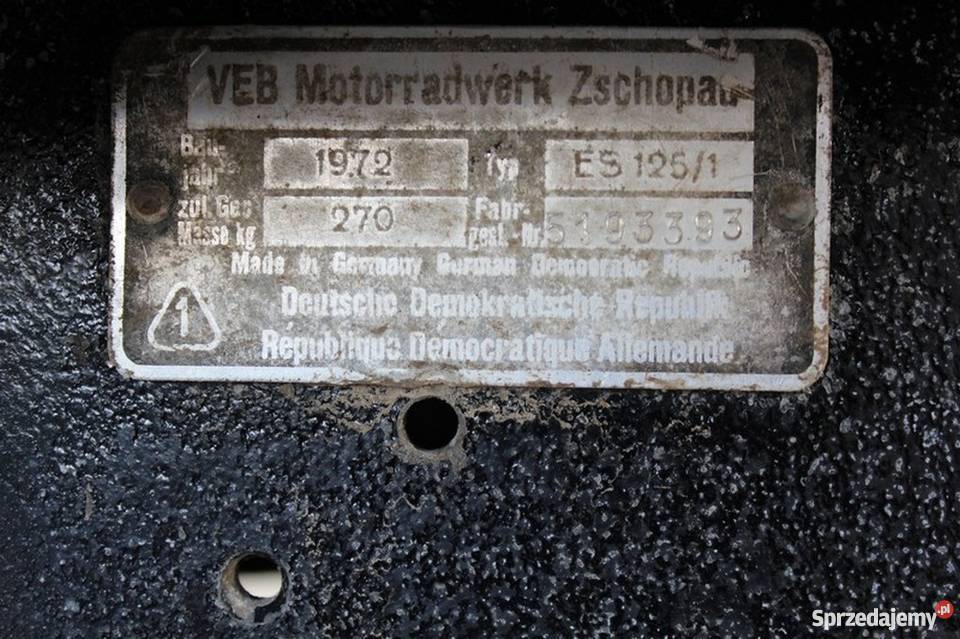 VEB Motorradwerk Zschopau
Bau-
jahr
1972
Typ
ES 125/1
zul. Ges
Masse kg
270
Fahr-
gest.-Nr.
5193393
Made in Germany German Democratic Republic
1
Deutsche Demokratische Republik
République Democratique Allemande
Sprzedajemy.pl